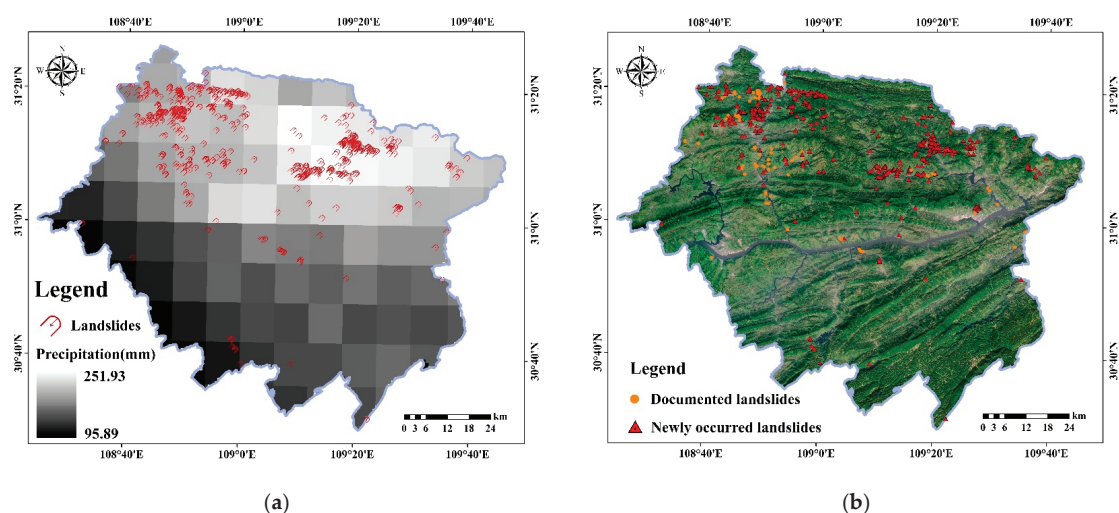 108°40′E 109°0′E 109°20′E 109°40′E
31°20′N
31°0′N
30°40′N
N
W E
S
Legend
Landslides
Precipitation(mm)
251.93
95.89
km
0 3 6 12 18 24
31°20′N
31°0′N
30°40′N
108°40′E 109°0′E 109°20′E 109°40′E
(a)
108°40′E 109°0′E 109°20′E 109°40′E
31°20′N
31°0′N
30°40′N
N
W E
S
Legend
Documented landslides
Newly occurred landslides
km
0 3 6 12 18 24
31°20′N
31°0′N
30°40′N
108°40′E 109°0′E 109°20′E 109°40′E
(b)